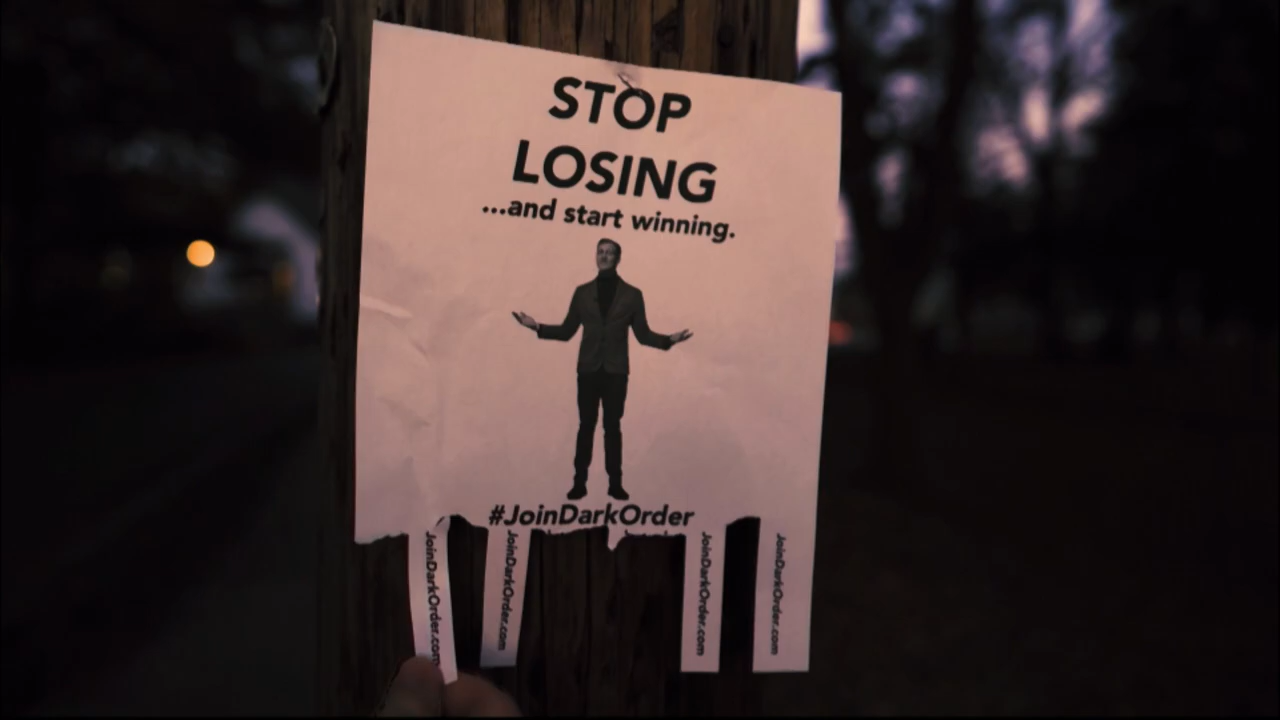 STOP
LOSING
...and start winning.
#JoinDarkOrder
JoinDarkOrder.com
JoinDarkOrder.com
JoinDarkOrder.com
JoinDarkOrder.com